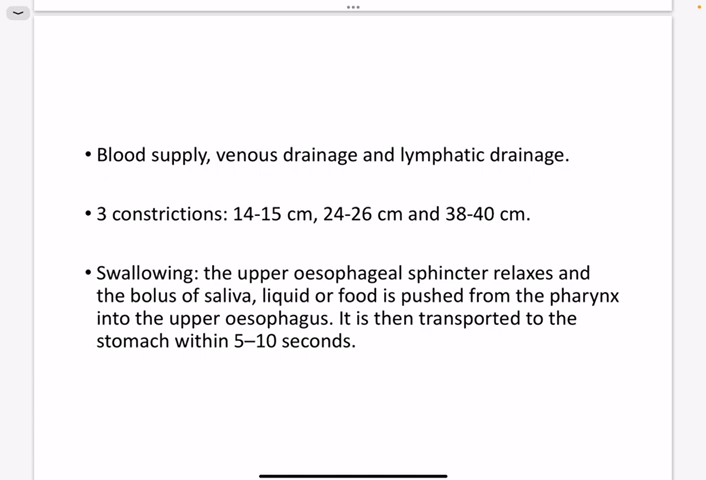 • Blood supply, venous drainage and lymphatic drainage.
• 3 constrictions: 14-15 cm, 24-26 cm and 38-40 cm.
• Swallowing: the upper oesophageal sphincter relaxes and
the bolus of saliva, liquid or food is pushed from the pharynx
into the upper oesophagus. It is then transported to the
stomach within 5–10 seconds.